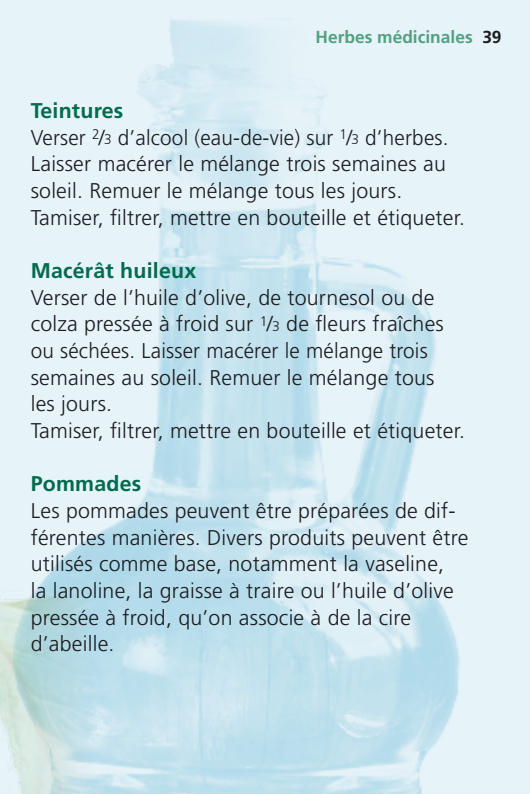 Herbes médicinales 39
Teintures
Verser 2/3 d’alcool (eau-de-vie) sur 1/3 d’herbes.
Laisser macérer le mélange trois semaines au
soleil. Remuer le mélange tous les jours.
Tamiser, filtrer, mettre en bouteille et étiqueter.
Macérât huileux
Verser de l’huile d’olive, de tournesol ou de
colza pressée à froid sur 1/3 de fleurs fraîches
ou séchées. Laisser macérer le mélange trois
semaines au soleil. Remuer le mélange tous
les jours.
Tamiser, filtrer, mettre en bouteille et étiqueter.
Pommades
Les pommades peuvent être préparées de dif-
férentes manières. Divers produits peuvent être
utilisés comme base, notamment la vaseline,
la lanoline, la graisse à traire ou l’huile d’olive
pressée à froid, qu’on associe à de la cire
d’abeille.